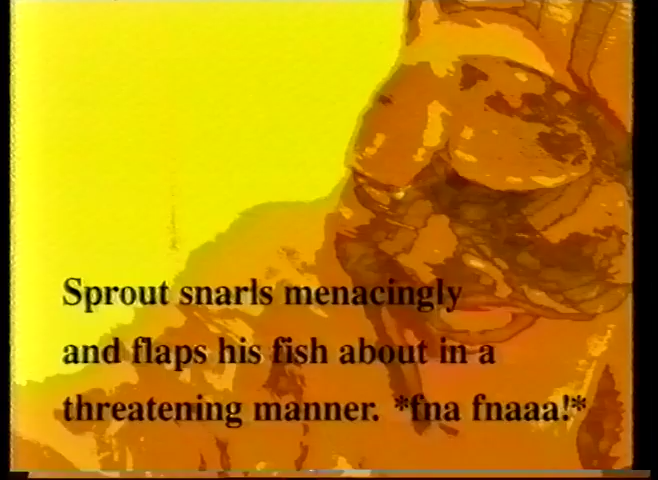 Sprout snarls menacingly
and flaps his fish about in a
threatening manner. *fna fnaaa!*